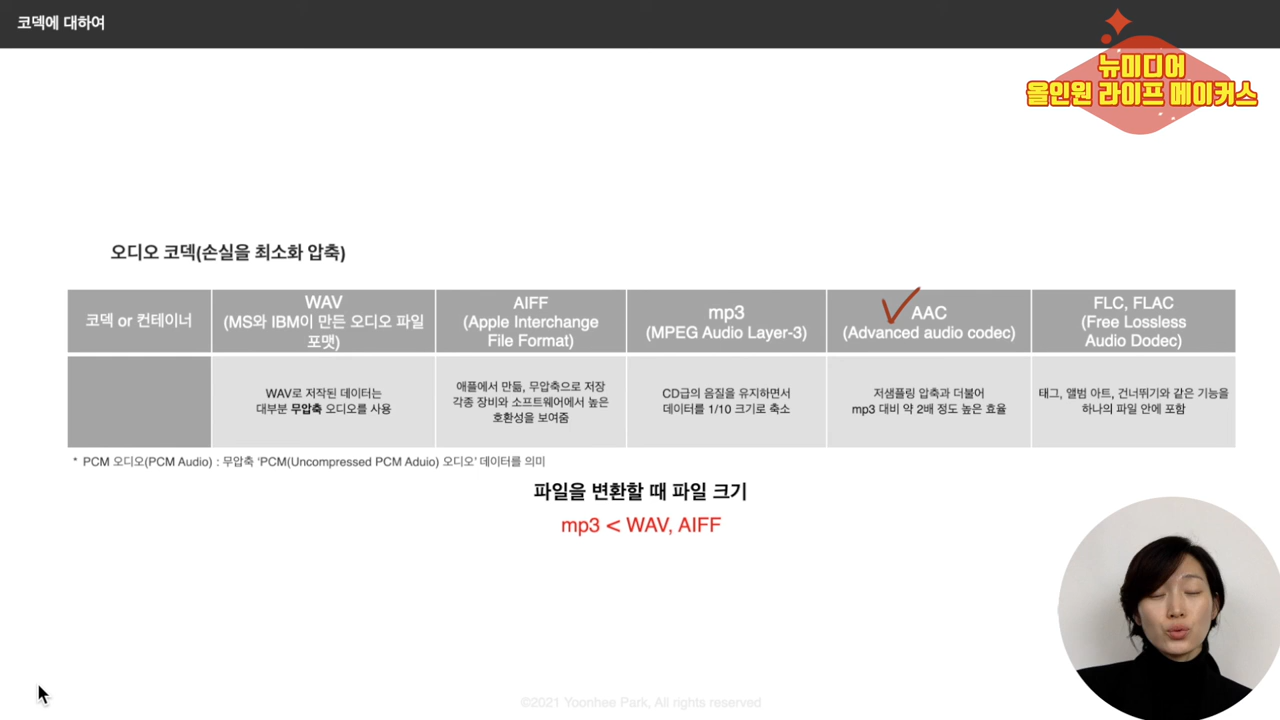 코덱에 대하여
뉴미디어
올인원 라이프 메이커스
오디오 코덱(손실을 최소화 압축)
코덱 or 컨테이너
WAV
(MS와 IBM이 만든 오디오 파일
포맷)
AIFF
(Apple Interchange
File Format)
mp3
(MPEG Audio Layer-3)
AAC
(Advanced audio codec)
FLC, FLAC
(Free Lossless
Audio Dodec)
WAV로 저작된 데이터는
대부분 무압축 오디오를 사용
애플에서 만듦, 무압축으로 저장
각종 장비와 소프트웨어에서 높은
호환성을 보여줌
CD급의 음질을 유지하면서
데이터를 1/10 크기로 축소
저샘플링 압축과 더불어
mp3 대비 약 2배 정도 높은 효율
태그, 앨범 아트, 건너뛰기와 같은 기능을
하나의 파일 안에 포함
* PCM 오디오(PCM Audio) : 무압축 'PCM(Uncompressed PCM Aduio) 오디오' 데이터를 의미
파일을 변환할 때 파일 크기
mp3 < WAV, AIFF
©2021 Yoonhee Park, All rights reserved